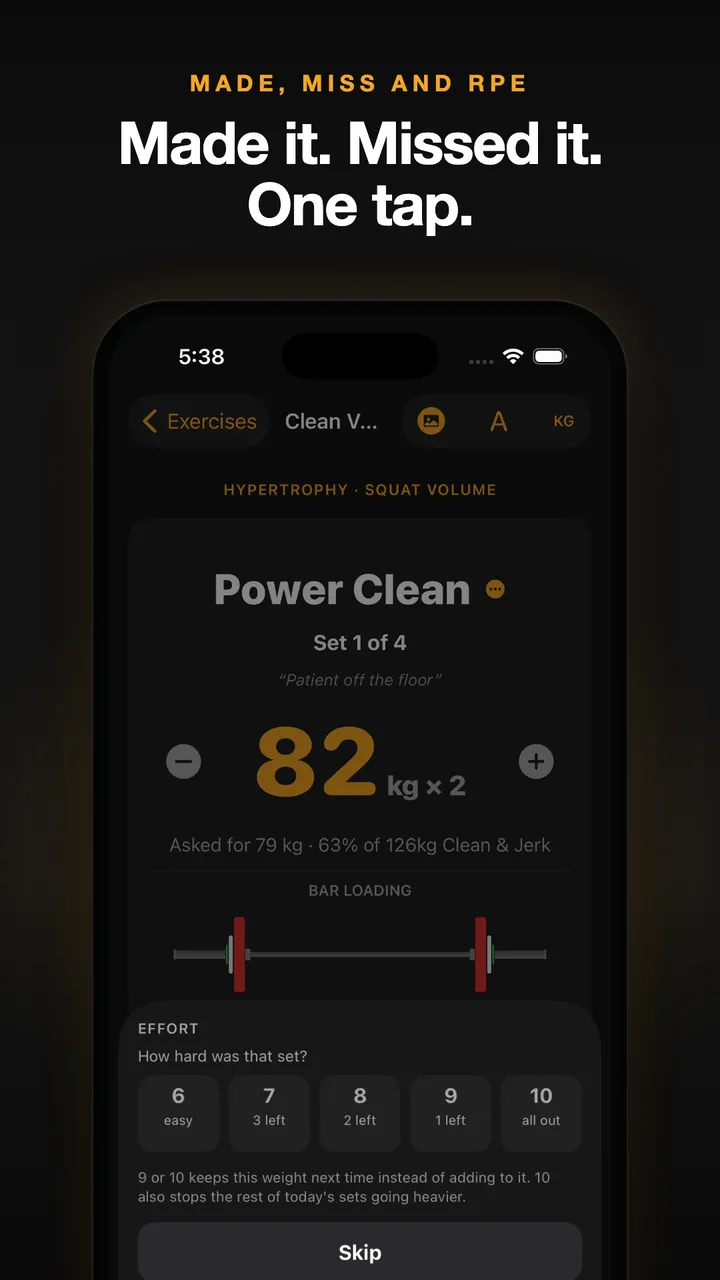 MADE, MISS AND RPE
Made it. Missed it.
One tap.
5:38
Exercises
Clean V...
A
KG
HYPERTROPHY · SQUAT VOLUME
Power Clean
Set 1 of 4
“Patient off the floor”
82 kg × 2
Asked for 79 kg · 63% of 126kg Clean & Jerk
BAR LOADING
EFFORT
How hard was that set?
6 7 8 9 10
easy 3 left 2 left 1 left all out
9 or 10 keeps this weight next time instead of adding to it. 10
also stops the rest of today's sets going heavier.
Skip